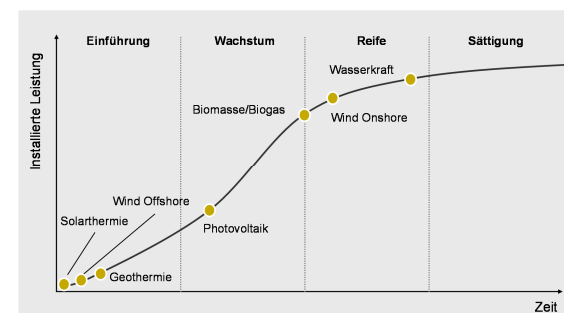 Einführung
Wachstum
Reife
Sättigung
Installierte Leistung
Wasserkraft
Biomasse/Biogas
Wind Onshore
Wind Offshore
Solarthermie
Photovoltaik
Geothermie
Zeit